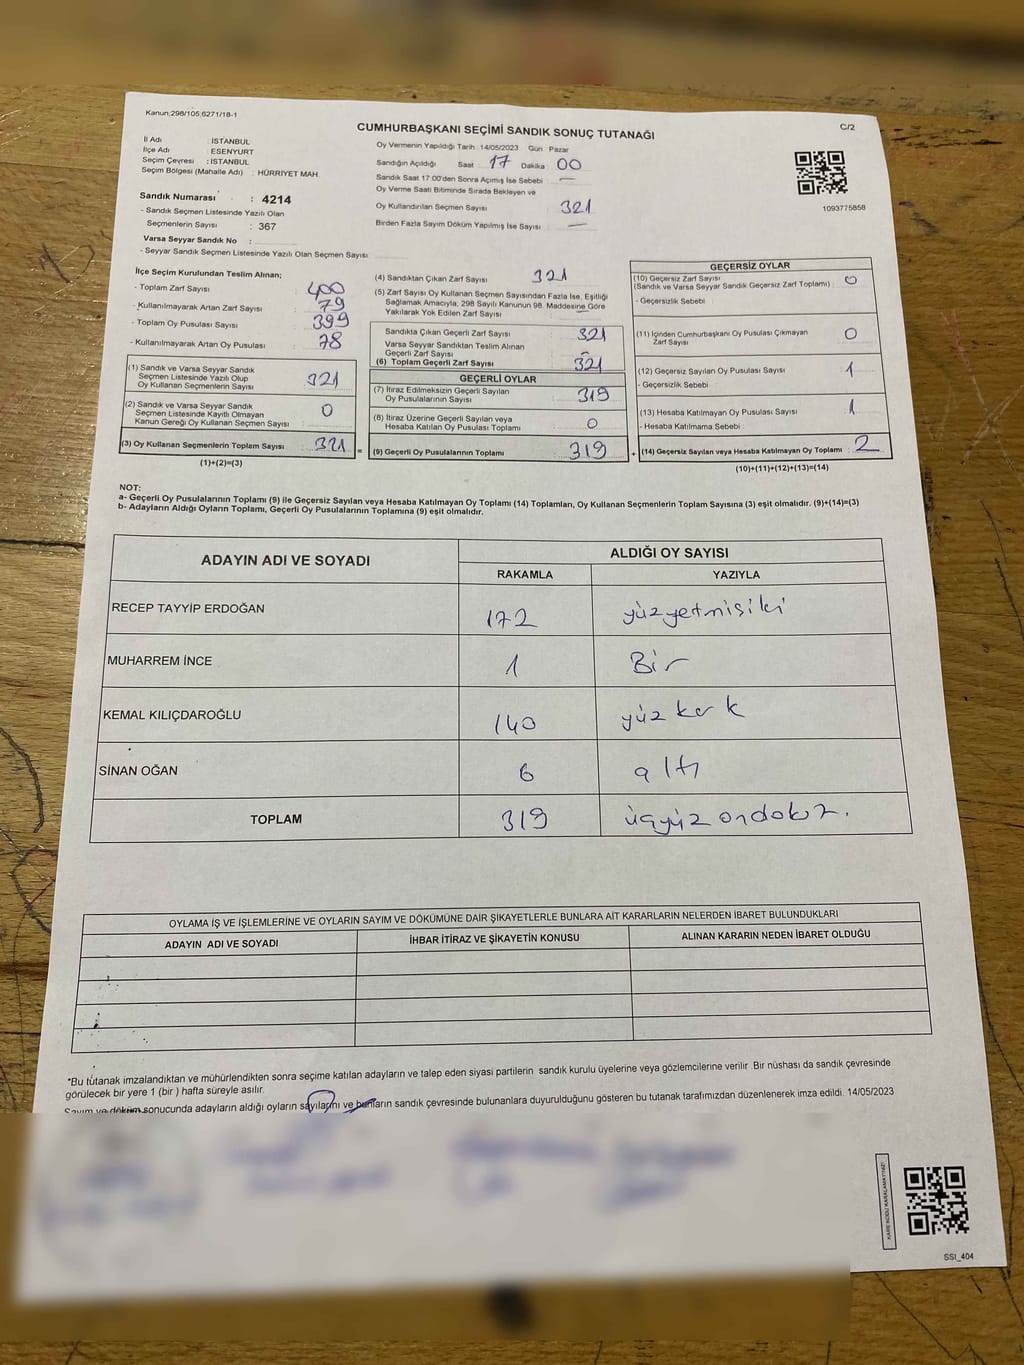 Kanun;298/105;6271/18-1
C/2
CUMHURBAŞKANI SEÇİMİ SANDIK SONUÇ TUTANAĞI
İl Adı : İSTANBUL
İlçe Adı : ESENYURT
Seçim Çevresi : İSTANBUL
Seçim Bölgesi (Mahalle Adı) : HÜRRİYET MAH.
Sandık Numarası : 4214
- Sandık Seçmen Listesinde Yazılı Olan
Seçmenlerin Sayısı : 367
Varsa Seyyar Sandık No :
- Seyyar Sandık Seçmen Listesinde Yazılı Olan Seçmen Sayısı
Oy Vermenin Yapıldığı Tarih :14/05/2023 Gün Pazar
Sandığın Açıldığı Saat 17 Dakika 00
Sandık Saat 17:00'den Sonra Açımış İse Sebebi : —
Oy Verme Saati Bitiminde Sırada Bekleyen ve
Oy Kullandırılan Seçmen Sayısı : 321
Birden Fazla Sayım Döküm Yapılmış İse Sayısı : —
1093775858
İlçe Seçim Kurulundan Teslim Alınan;
- Toplam Zarf Sayısı : 400
- Kullanılmayarak Artan Zarf Sayısı : 79
- Toplam Oy Pusulası Sayısı : 399
- Kullanılmayarak Artan Oy Pusulası : 78
(1) Sandık ve Varsa Seyyar Sandık
Seçmen Listesinde Yazılı Olup
Oy Kullanan Seçmenlerin Sayısı : 321
(2) Sandık ve Varsa Seyyar Sandık
Seçmen Listesinde Kayıtlı Olmayan
Kanun Gereği Oy Kullanan Seçmen Sayısı : 0
(3) Oy Kullanan Seçmenlerin Toplam Sayısı : 321
(1)+(2)=(3)
(4) Sandıktan Çıkan Zarf Sayısı : 321
(5) Zarf Sayısı Oy Kullanan Seçmen Sayısından Fazla İse, Eşitliği
Sağlamak Amacıyla, 298 Sayılı Kanunun 98. Maddesine Göre
Yakılarak Yok Edilen Zarf Sayısı : —
Sandıkta Çıkan Geçerli Zarf Sayısı : 321
Varsa Seyyar Sandıktan Teslim Alınan
Geçerli Zarf Sayısı : —
(6) Toplam Geçerli Zarf Sayısı : 321
GEÇERLİ OYLAR
(7) İtiraz Edilmeksizin Geçerli Sayılan
Oy Pusulalarının Sayısı : 319
(8) İtiraz Üzerine Geçerli Sayılan veya
Hesaba Katılan Oy Pusulası Toplamı : 0
= (9) Geçerli Oy Pusulalarının Toplamı : 319
GEÇERSİZ OYLAR
(10) Geçersiz Zarf Sayısı
(Sandık ve Varsa Seyyar Sandık Geçersiz Zarf Toplamı) : 0
- Geçersizlik Sebebi :
(11) İçinden Cumhurbaşkanı Oy Pusulası Çıkmayan
Zarf Sayısı : 0
(12) Geçersiz Sayılan Oy Pusulası Sayısı : 1
- Geçersizlik Sebebi :
(13) Hesaba Katılmayan Oy Pusulası Sayısı : 1
- Hesaba Katılmama Sebebi :
+ (14) Geçersiz Sayılan veya Hesaba Katılmayan Oy Toplamı : 2
(10)+(11)+(12)+(13)=(14)
NOT:
a- Geçerli Oy Pusulalarının Toplamı (9) ile Geçersiz Sayılan veya Hesaba Katılmayan Oy Toplamı (14) Toplamları, Oy Kullanan Seçmenlerin Toplam Sayısına (3) eşit olmalıdır. (9)+(14)=(3)
b- Adayların Aldığı Oyların Toplamı, Geçerli Oy Pusulalarının Toplamına (9) eşit olmalıdır.
ADAYIN ADI VE SOYADI ALDIĞI OY SAYISI
RAKAMLA YAZIYLA
RECEP TAYYİP ERDOĞAN 172 yüzyetmişiki
MUHARREM İNCE 1 Bir
KEMAL KILIÇDAROĞLU 140 yüz kırk
SİNAN OĞAN 6 altı
TOPLAM 319 üçyüz ondokuz.
OYLAMA İŞ VE İŞLEMLERİNE VE OYLARIN SAYIM VE DÖKÜMÜNE DAİR ŞİKAYETLERLE BUNLARA AİT KARARLARIN NELERDEN İBARET BULUNDUKLARI
ADAYIN ADI VE SOYADI İHBAR İTİRAZ VE ŞİKAYETİN KONUSU ALINAN KARARIN NEDEN İBARET OLDUĞU
*Bu tutanak imzalandıktan ve mühürlendikten sonra seçime katılan adayların ve talep eden siyasi partilerin sandık kurulu üyelerine veya gözlemcilerine verilir. Bir nüshası da sandık çevresinde
görülecek bir yere 1 (bir ) hafta süreyle asılır.
Sayım ve döküm sonucunda adayların aldığı oyların sayılarını ve bunların sandık çevresinde bulunanlara duyurulduğunu gösteren bu tutanak tarafımızdan düzenlenerek imza edildi. 14/05/2023
KARE KODU KARALAMAYINIZ!
SSI_404